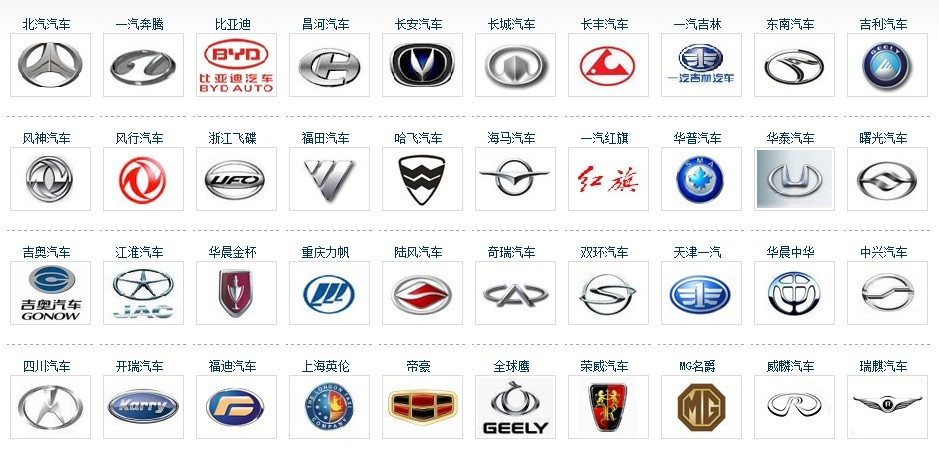 北汽汽车 一汽奔腾 比亚迪 昌河汽车 长安汽车 长城汽车 长丰汽车 一汽吉林 东南汽车 吉利汽车
BYD
比亚迪汽车
BYD AUTO
一汽吉林汽车
GEELY
风神汽车 风行汽车 浙江飞碟 福田汽车 哈飞汽车 海马汽车 一汽红旗 华普汽车 华泰汽车 曙光汽车
UFO
红旗
SMA
吉奥汽车 江淮汽车 华晨金杯 重庆力帆 陆风汽车 奇瑞汽车 双环汽车 天津一汽 华晨中华 中兴汽车
吉奥汽车
GONOW
JAC
四川汽车 开瑞汽车 福迪汽车 上海英伦 帝豪 全球鹰 荣威汽车 MG名爵 威麟汽车 瑞麒汽车
Karry
THE LONDON TAXI
COMPANY
GEELY
MG
R